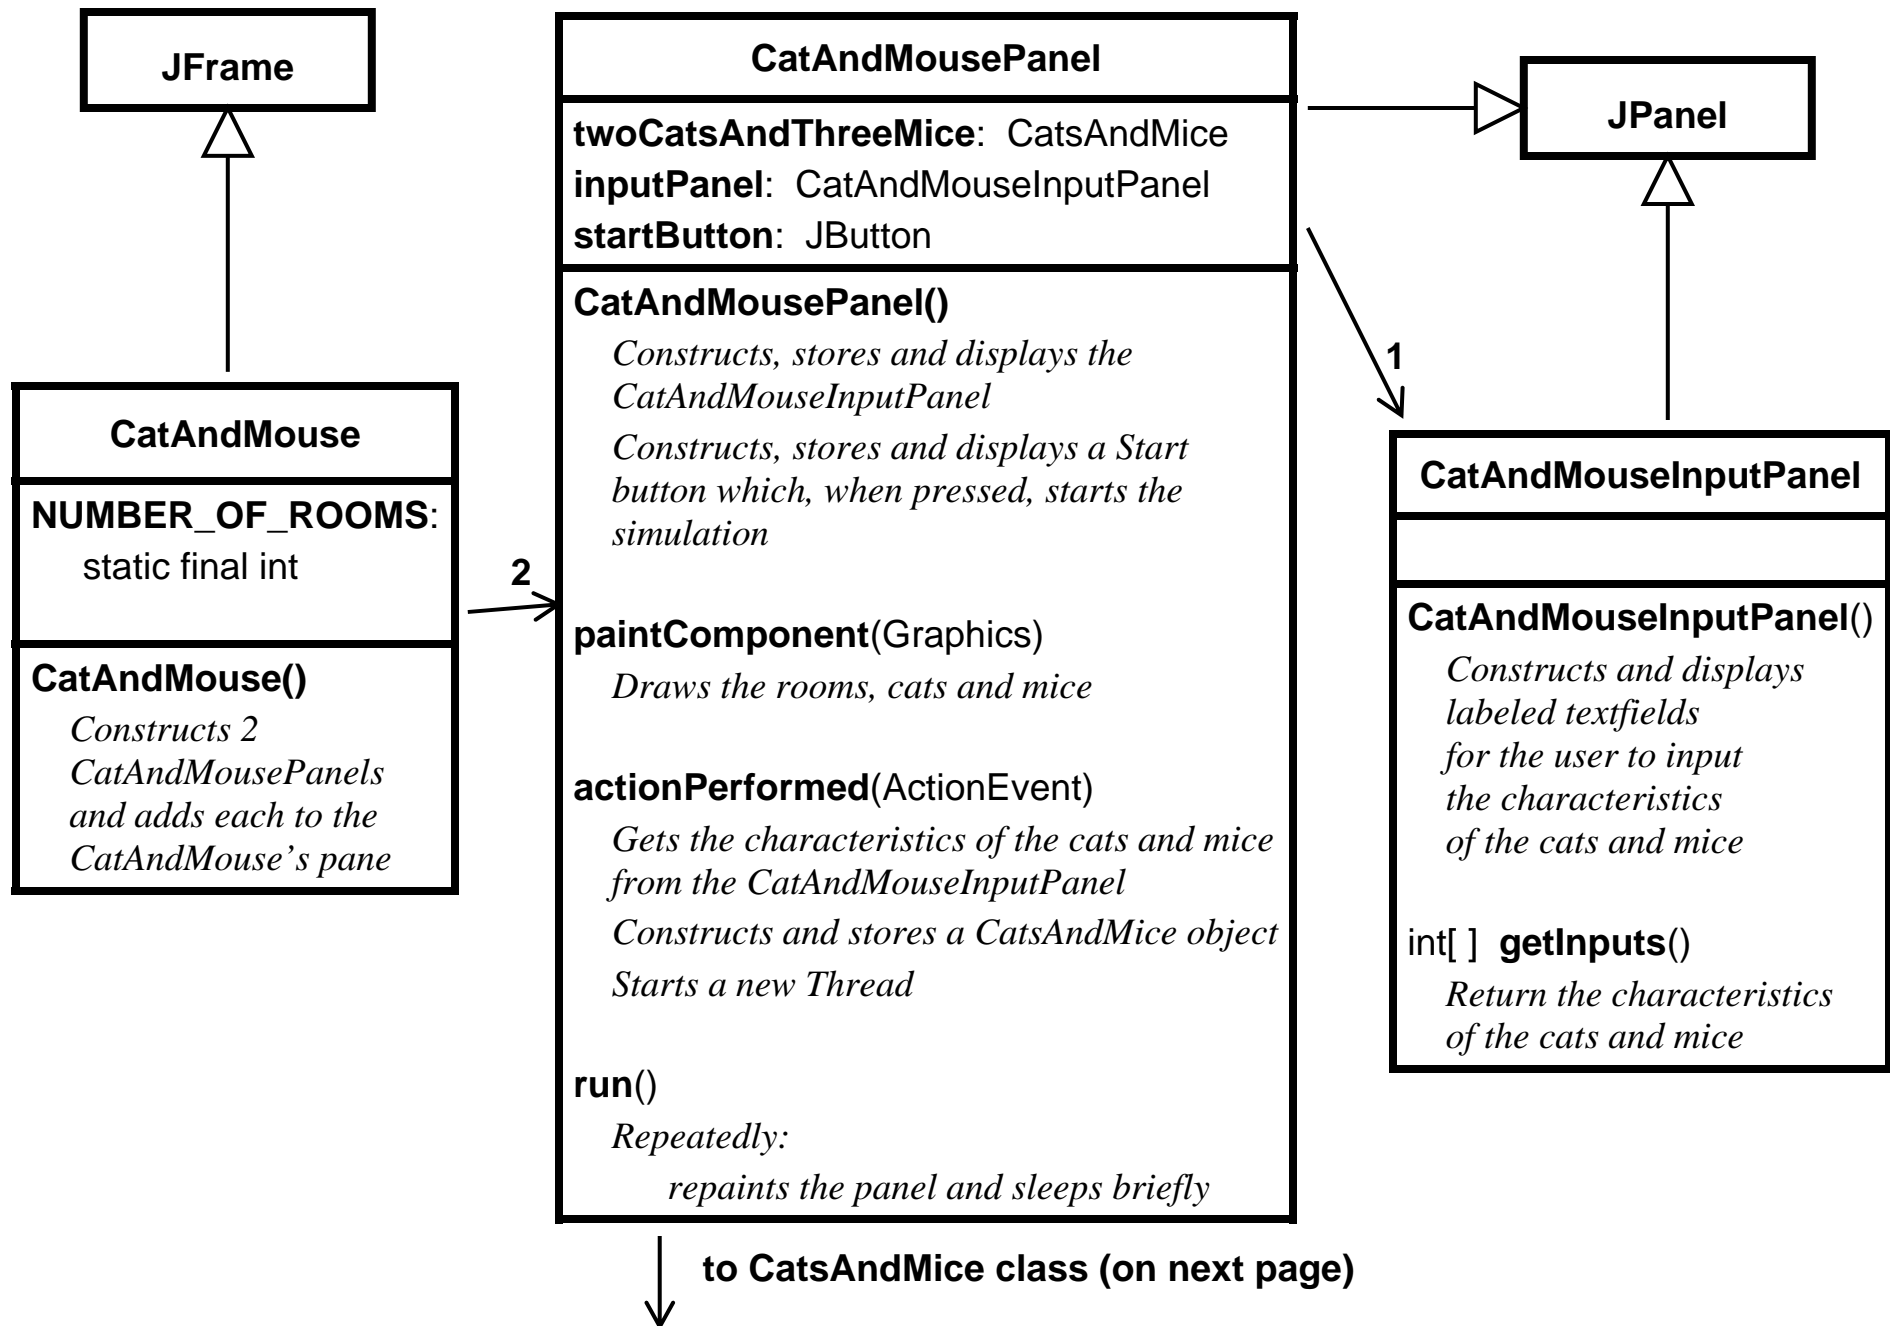 JFrame
CatAndMouse
NUMBER_OF_ROOMS:
static final int
CatAndMouse()
Constructs 2
CatAndMousePanels
and adds each to the
CatAndMouse’s pane
2
CatAndMousePanel
twoCatsAndThreeMice: CatsAndMice
inputPanel: CatAndMouseInputPanel
startButton: JButton
CatAndMousePanel()
Constructs, stores and displays the
CatAndMouseInputPanel
Constructs, stores and displays a Start
button which, when pressed, starts the
simulation
paintComponent(Graphics)
Draws the rooms, cats and mice
actionPerformed(ActionEvent)
Gets the characteristics of the cats and mice
from the CatAndMouseInputPanel
Constructs and stores a CatsAndMice object
Starts a new Thread
run()
Repeatedly:
repaints the panel and sleeps briefly
to CatsAndMice class (on next page)
JPanel
1
CatAndMouseInputPanel
CatAndMouseInputPanel()
Constructs and displays
labeled textfields
for the user to input
the characteristics
of the cats and mice
int[ ] getInputs()
Return the characteristics
of the cats and mice